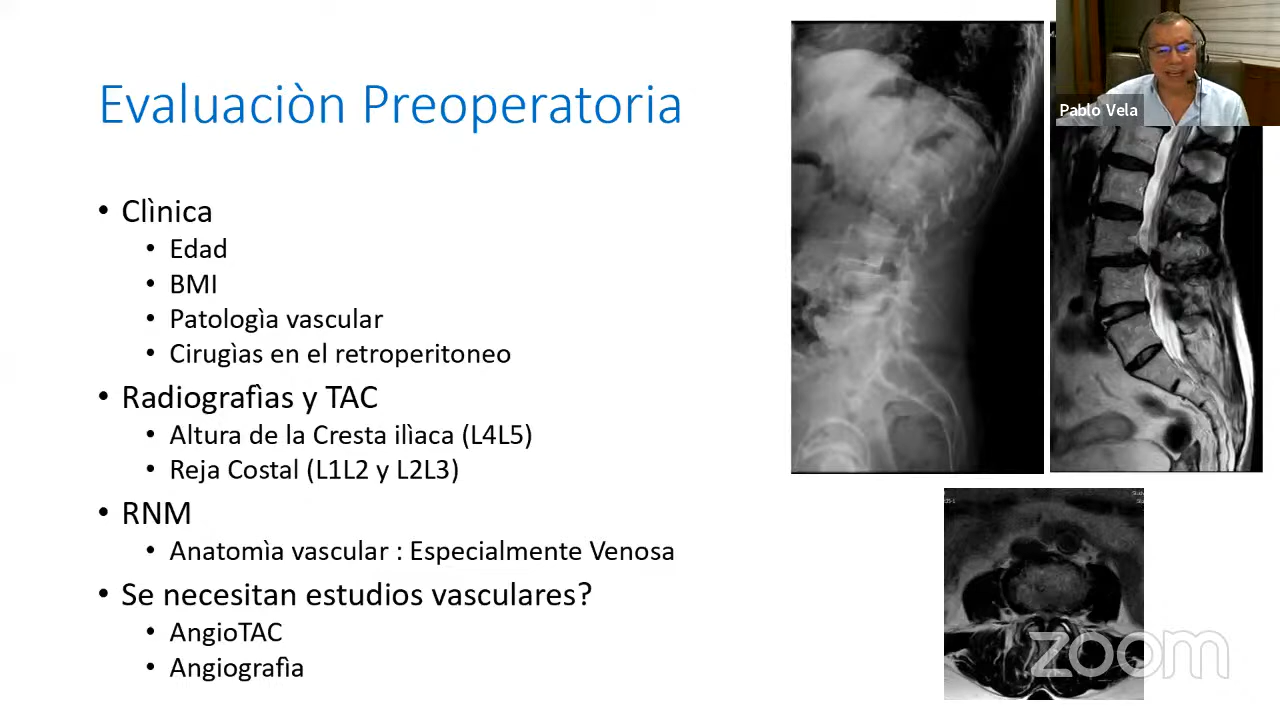 Evaluaciòn Preoperatoria
• Clìnica
• Edad
• BMI
• Patologìa vascular
• Cirugìas en el retroperitoneo
• Radiografìas y TAC
• Altura de la Cresta ilìaca (L4L5)
• Reja Costal (L1L2 y L2L3)
• RNM
• Anatomìa vascular : Especialmente Venosa
• Se necesitan estudios vasculares?
• AngioTAC
• Angiografìa
Pablo Vela
zoom